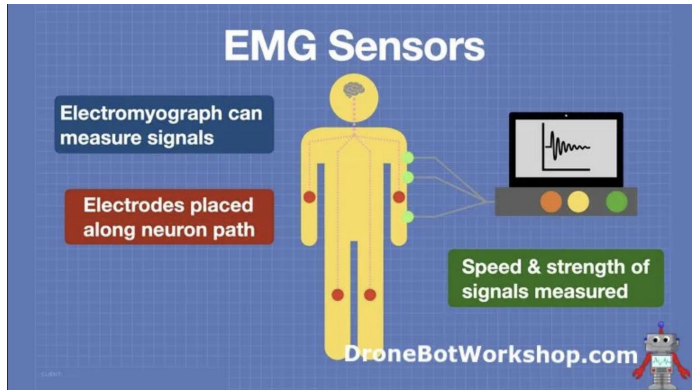 EMG Sensors
Electromyograph can
measure signals
Electrodes placed
along neuron path
Speed & strength of
signals measured
DroneBotWorkshop.com